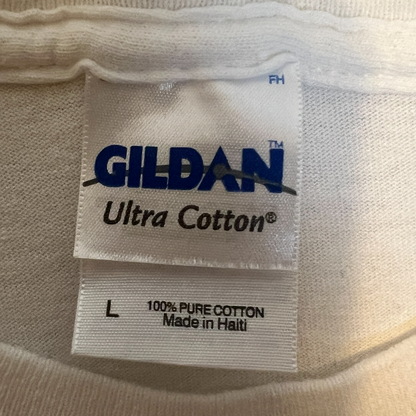 FH
GILDAN™
Ultra Cotton®
L
100% PURE COTTON
Made in Haiti